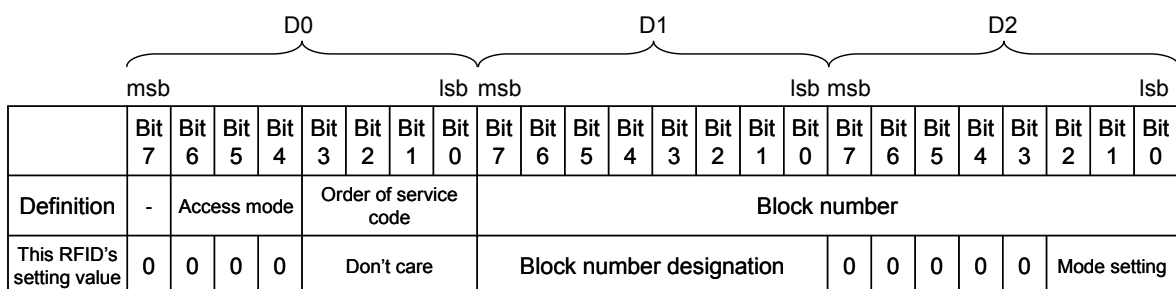 D0 D1 D2
msb lsb msb lsb msb lsb
Bit 7 Bit 6 Bit 5 Bit 4 Bit 3 Bit 2 Bit 1 Bit 0 Bit 7 Bit 6 Bit 5 Bit 4 Bit 3 Bit 2 Bit 1 Bit 0 Bit 7 Bit 6 Bit 5 Bit 4 Bit 3 Bit 2 Bit 1 Bit 0
Definition - Access mode Order of service code Block number
This RFID's setting value 0 0 0 0 Don't care Block number designation 0 0 0 0 0 Mode setting